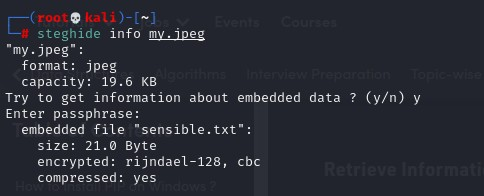 Events Courses
┌──(root💀kali)-[~]
└─# steghide info my.jpeg
"my.jpeg":
  format: jpeg
  capacity: 19.6 KB
Algorithms Interview Preparation Topic-wise
Try to get information about embedded data ? (y/n) y
Enter passphrase:
  embedded file "sensible.txt":
    size: 21.0 Byte
    encrypted: rijndael-128, cbc
    compressed: yes
Retrieve Informati
How to Install PIP on Windows ?